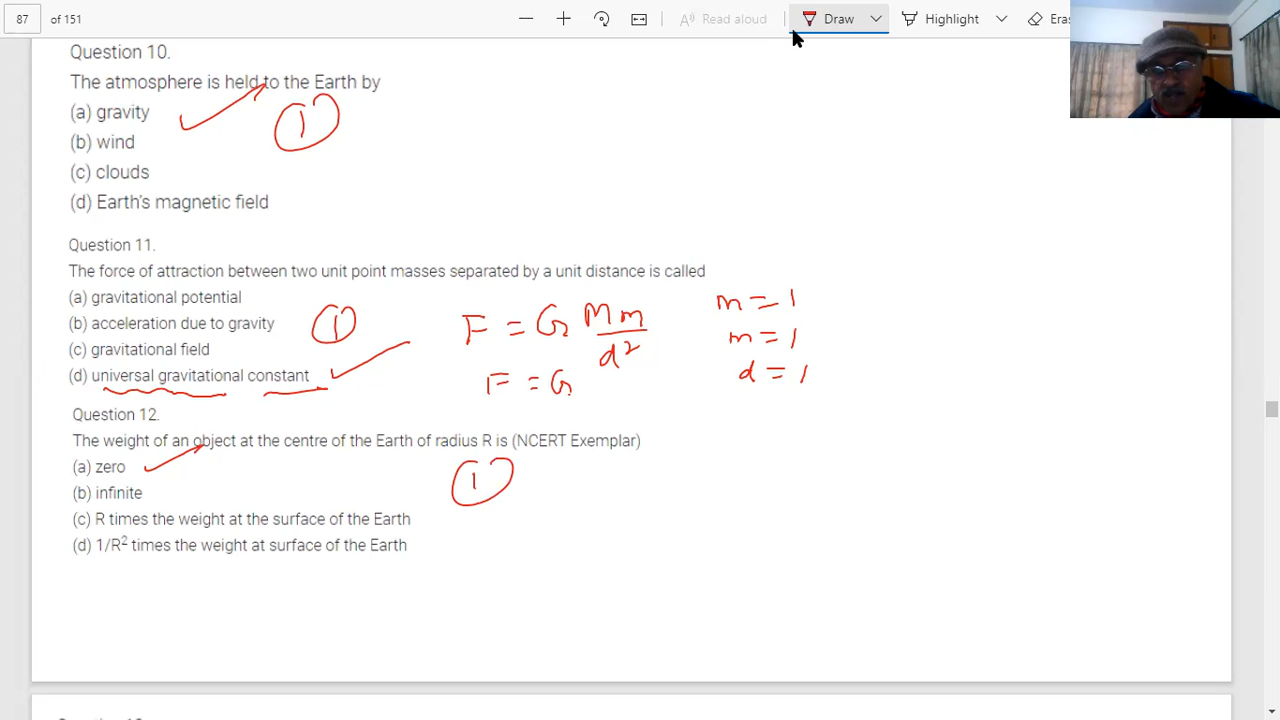 87 of 151 Read aloud Draw Highlight Eras
Question 10.
The atmosphere is held to the Earth by
(a) gravity
1
(b) wind
(c) clouds
(d) Earth's magnetic field
Question 11.
The force of attraction between two unit point masses separated by a unit distance is called
(a) gravitational potential
(b) acceleration due to gravity
(c) gravitational field
(d) universal gravitational constant
1
F = G Mm/d²
F = G
m = 1
m = 1
d = 1
Question 12.
The weight of an object at the centre of the Earth of radius R is (NCERT Exemplar)
(a) zero
1
(b) infinite
(c) R times the weight at the surface of the Earth
(d) 1/R² times the weight at surface of the Earth